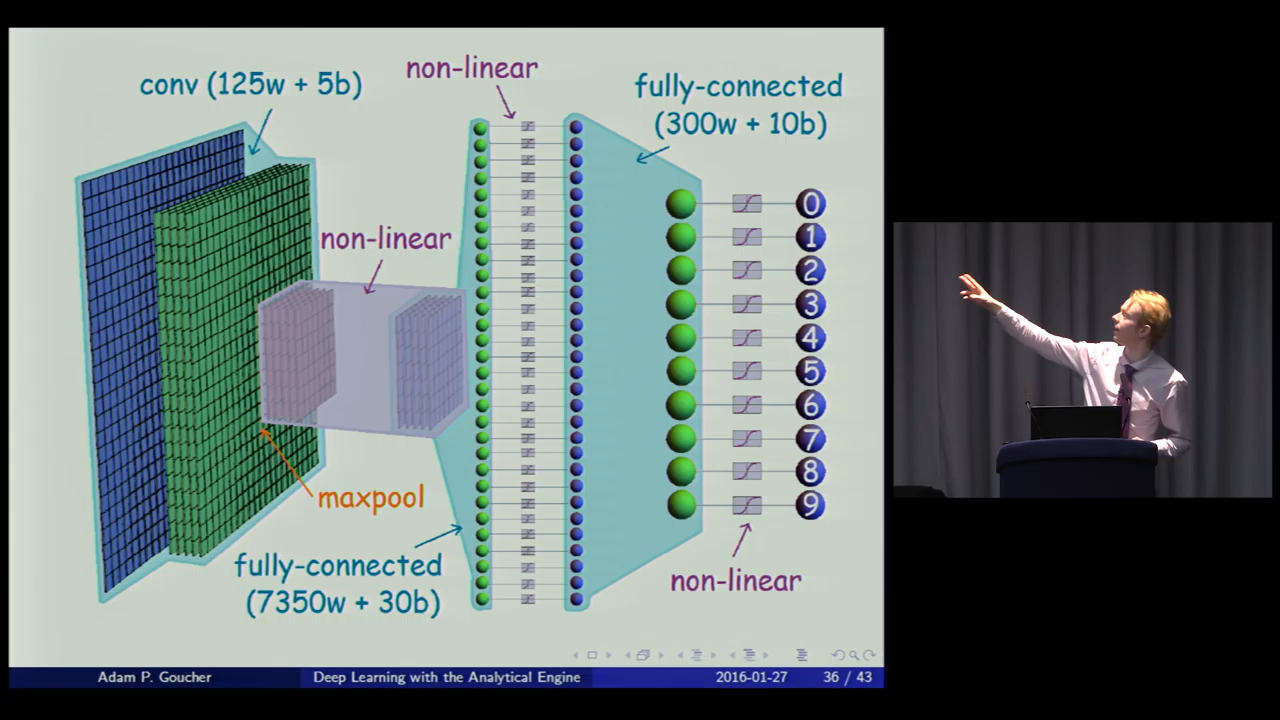 non-linear
conv (125w + 5b)
fully-connected
(300w + 10b)
non-linear
0
1
2
3
4
5
6
7
8
9
maxpool
fully-connected
(7350w + 30b)
non-linear
Adam P. Goucher
Deep Learning with the Analytical Engine
2016-01-27
36 / 43